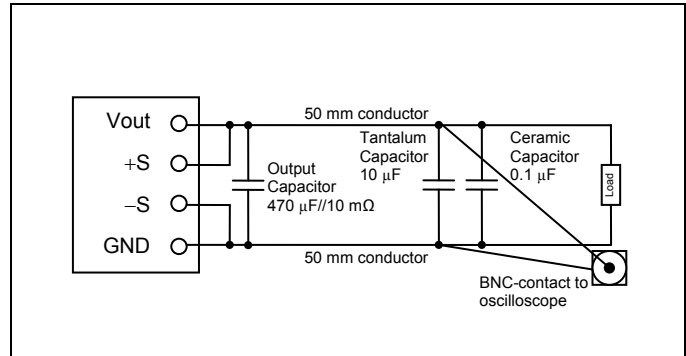 Vout
+S
−S
GND
50 mm conductor
Output
Capacitor
470 μF//10 mΩ
Tantalum
Capacitor
10 μF
Ceramic
Capacitor
0.1 μF
Load
50 mm conductor
BNC-contact to
oscilloscope